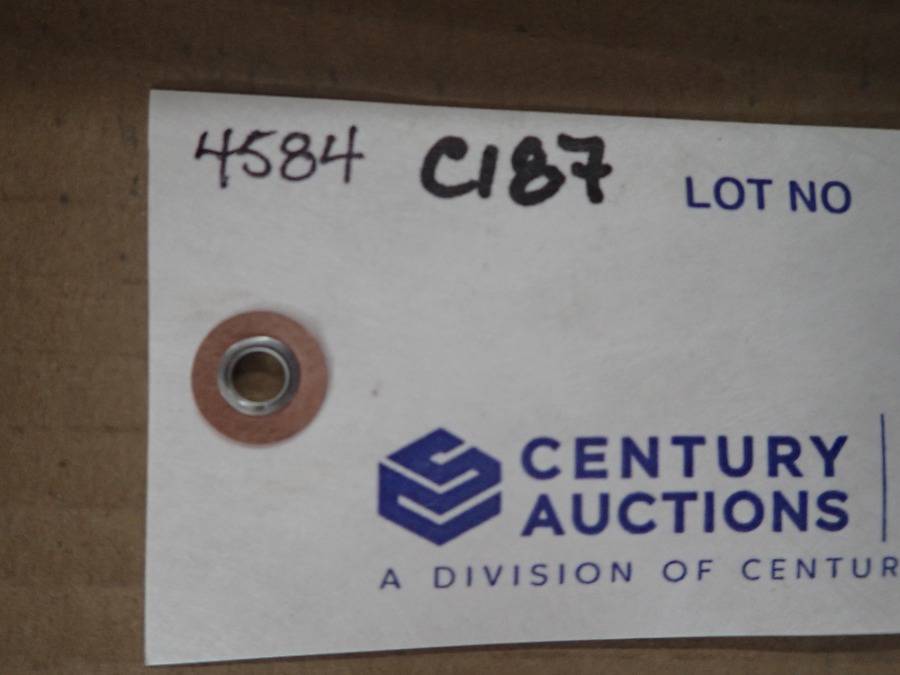 4584 C187 LOT NO
CENTURY
AUCTIONS
A DIVISION OF CENTUR